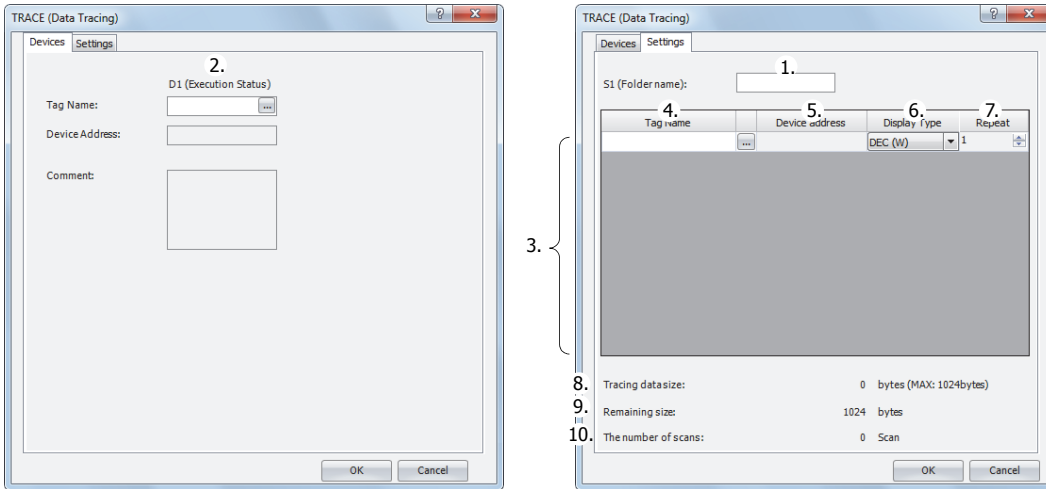 TRACE (Data Tracing)
Devices Settings
2.
D1 (Execution Status)
Tag Name: ...
Device Address:
Comment:
OK Cancel
3.
TRACE (Data Tracing)
Devices Settings
1.
S1 (Folder name):
4. 5. 6. 7.
Tag Name Device address Display Type Repeat
... DEC (W) 1
8. Tracing data size: 0 bytes (MAX: 1024bytes)
9. Remaining size: 1024 bytes
10. The number of scans: 0 Scan
OK Cancel